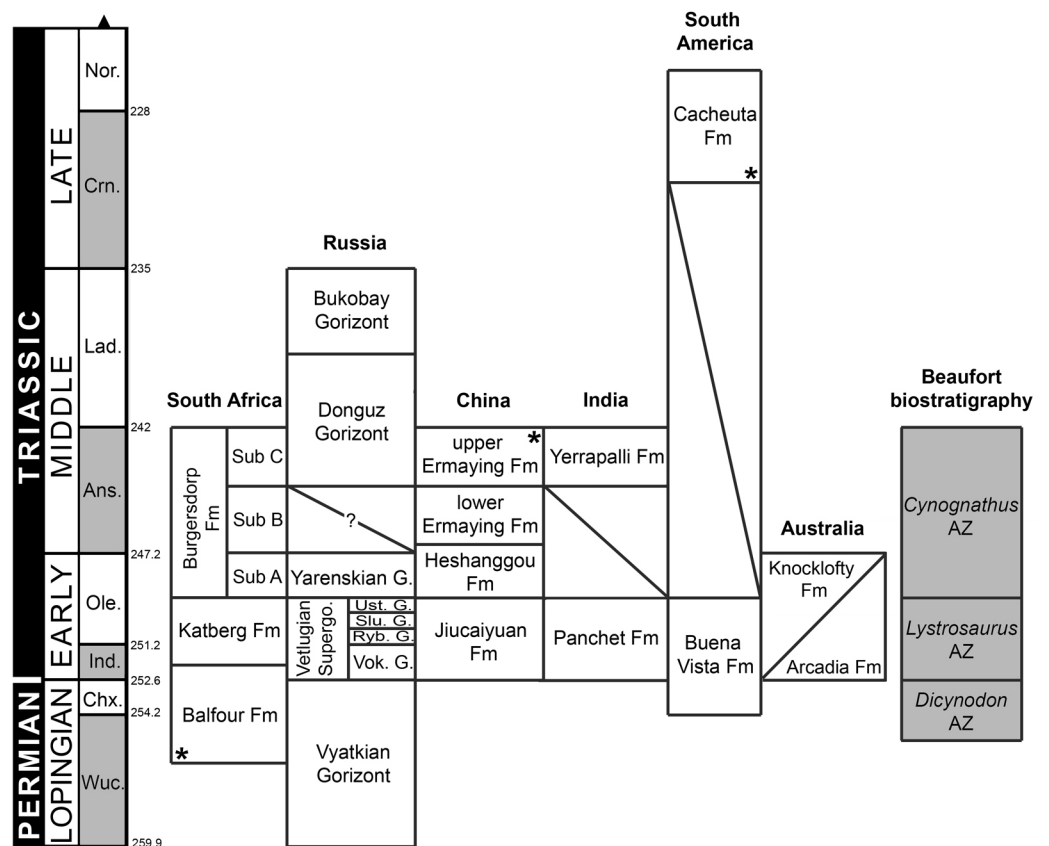 South
America
Nor.
Cacheuta
Fm
*
228
LATE
Crn.
Russia
235
Bukobay
Gorizont
TRIASSIC
MIDDLE
Lad.
Beaufort
biostratigraphy
South Africa
Donguz
Gorizont
China
India
242
Burgersdorp
Fm
Sub C
upper
Ermaying Fm
*
Yerrapalli Fm
Ans.
Sub B
?
lower
Ermaying Fm
Cynognathus
AZ
Australia
247.2
Sub A
Yarenskian G.
Heshanggou
Fm
Knocklofty
Fm
EARLY
Ole.
Katberg Fm
Vetlugian
Supergo.
Ust. G.
Slu. G.
Ryb. G.
Vok. G.
Jiucaiyuan
Fm
Panchet Fm
Buena
Vista Fm
Lystrosaurus
AZ
251.2
Ind.
Arcadia Fm
252.6
PERMIAN
LOPINGIAN
Chx.
Balfour Fm
Dicynodon
AZ
254.2
*
Vyatkian
Gorizont
Wuc.
259.9